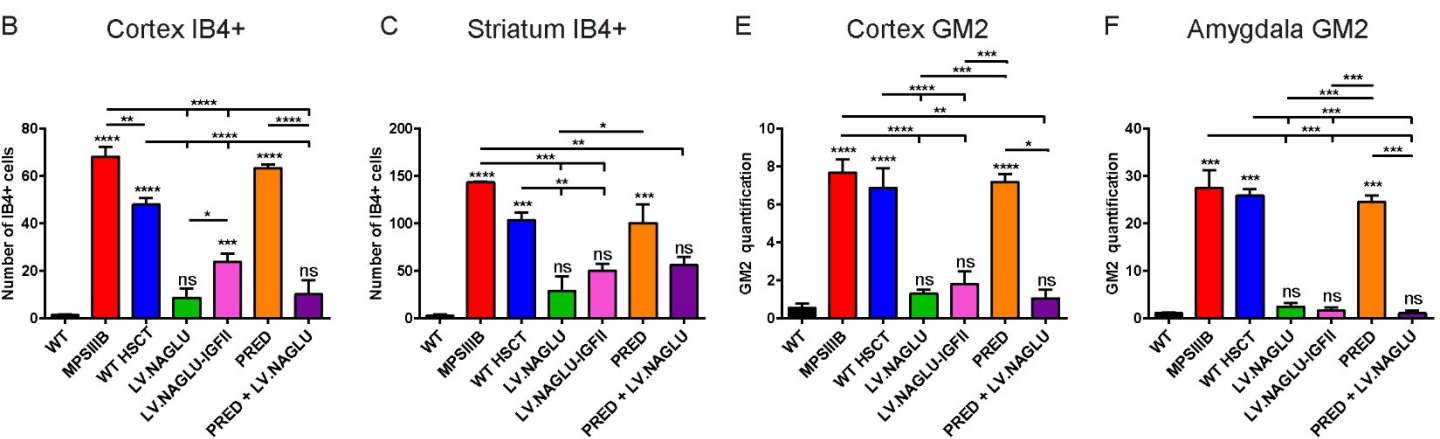 B Cortex IB4+
Number of IB4+ cells
80
60
40
20
0
****
** ****
****
****
****
****
*
***
ns
ns
WT
MPSIIIB
WT HSCT
LV.NAGLU
LV.NAGLU-IGFII
PRED
PRED + LV.NAGLU
C Striatum IB4+
Number of IB4+ cells
200
150
100
50
0
*
**
***
**
****
***
***
ns
ns
ns
WT
MPSIIIB
WT HSCT
LV.NAGLU
LV.NAGLU-IGFII
PRED
PRED + LV.NAGLU
E Cortex GM2
GM2 quantification
10
8
6
4
2
0
***
***
****
**
****
*
****
****
****
ns
ns
ns
WT
MPSIIIB
WT HSCT
LV.NAGLU
LV.NAGLU-IGFII
PRED
PRED + LV.NAGLU
F Amygdala GM2
GM2 quantification
40
30
20
10
0
***
***
***
***
***
***
***
***
ns
ns
ns
WT
MPSIIIB
WT HSCT
LV.NAGLU
LV.NAGLU-IGFII
PRED
PRED + LV.NAGLU